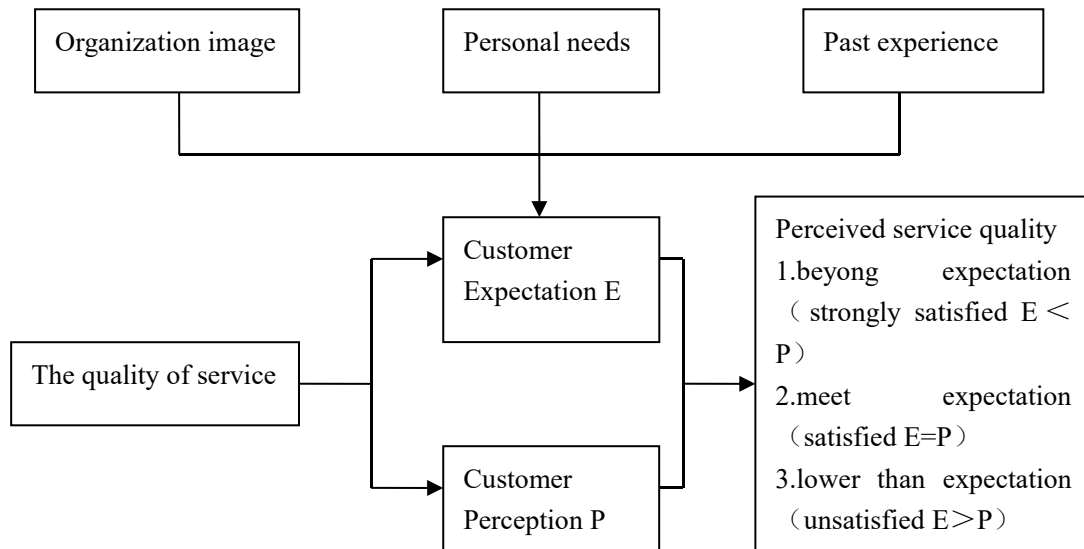 Organization image
Personal needs
Past experience
Customer
Expectation E
Perceived service quality
1.beyong expectation
（strongly satisfied E＜
P）
2.meet expectation
（satisfied E=P）
3.lower than expectation
（unsatisfied E＞P）
The quality of service
Customer
Perception P